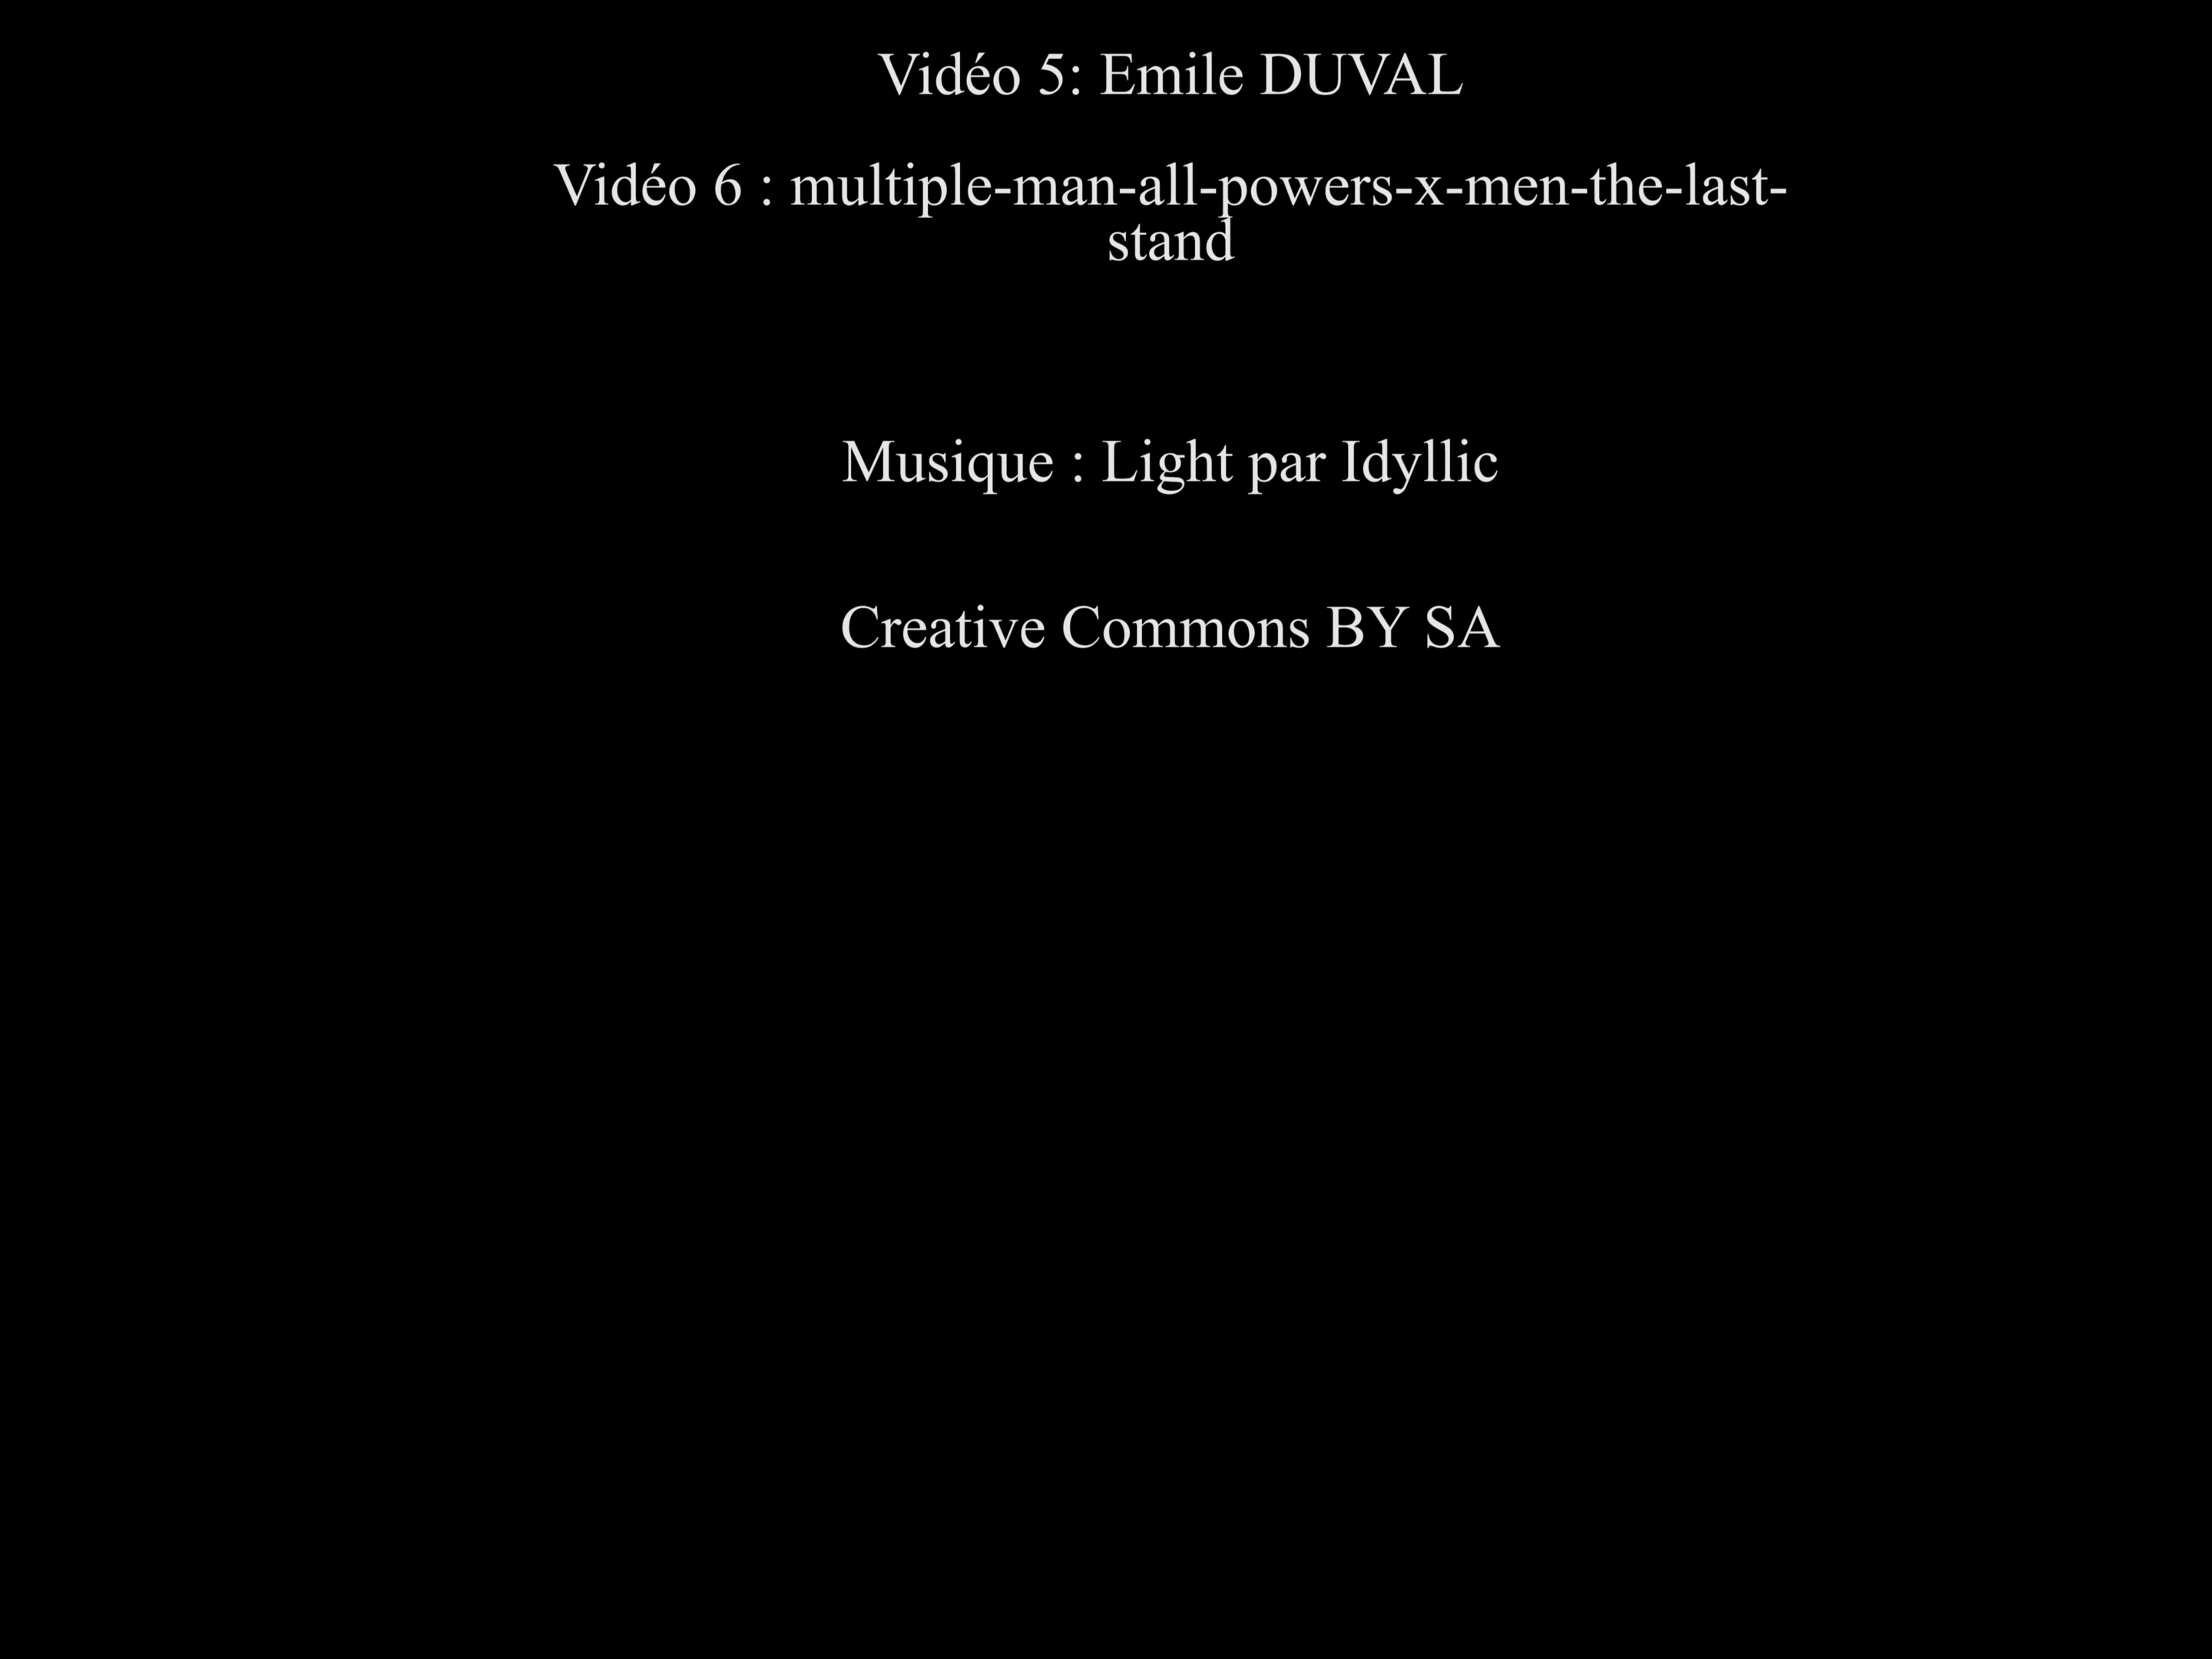 Vidéo 5: Emile DUVAL
Vidéo 6 : multiple-man-all-powers-x-men-the-last-
stand
Musique : Light par Idyllic
Creative Commons BY SA